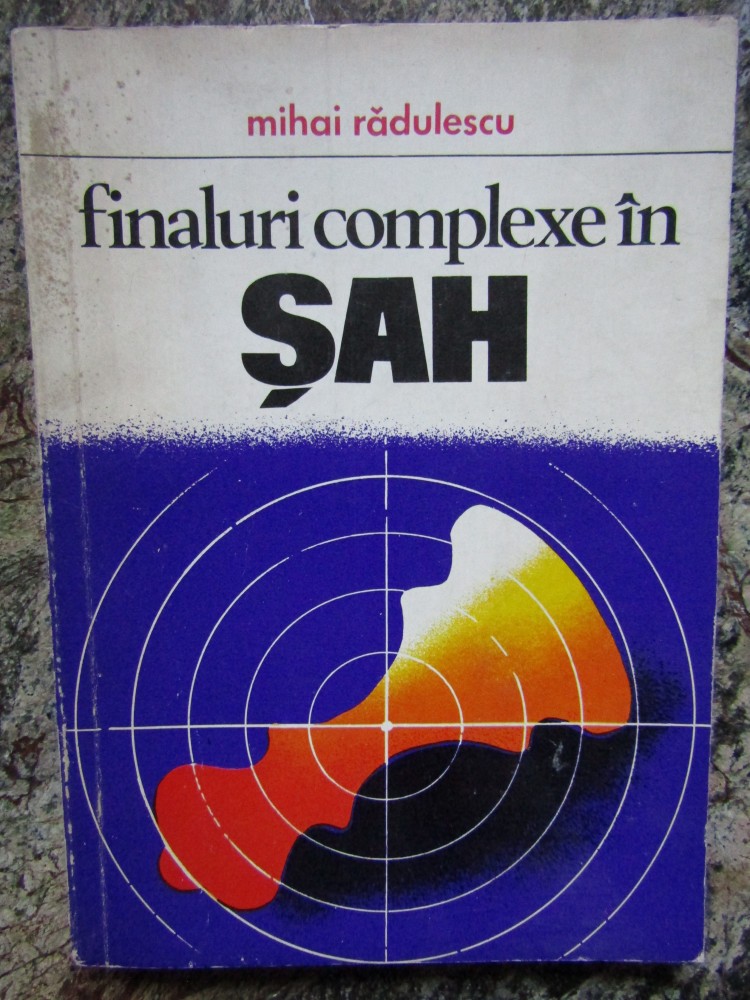 mihai rădulescu
finaluri complexe în
ȘAH